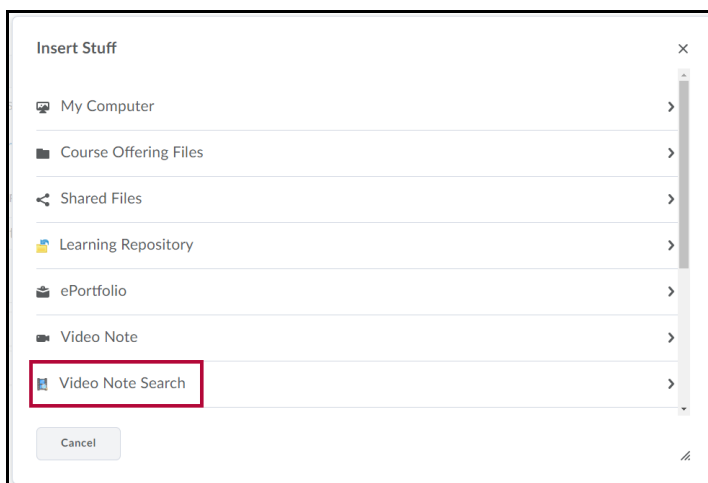 Insert Stuff
My Computer
Course Offering Files
Shared Files
Learning Repository
ePortfolio
Video Note
Video Note Search
Cancel